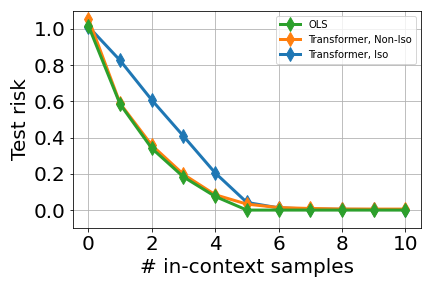 OLS
Transformer, Non-Iso
Transformer, Iso
Test risk
1.0
0.8
0.6
0.4
0.2
0.0
0 2 4 6 8 10
# in-context samples